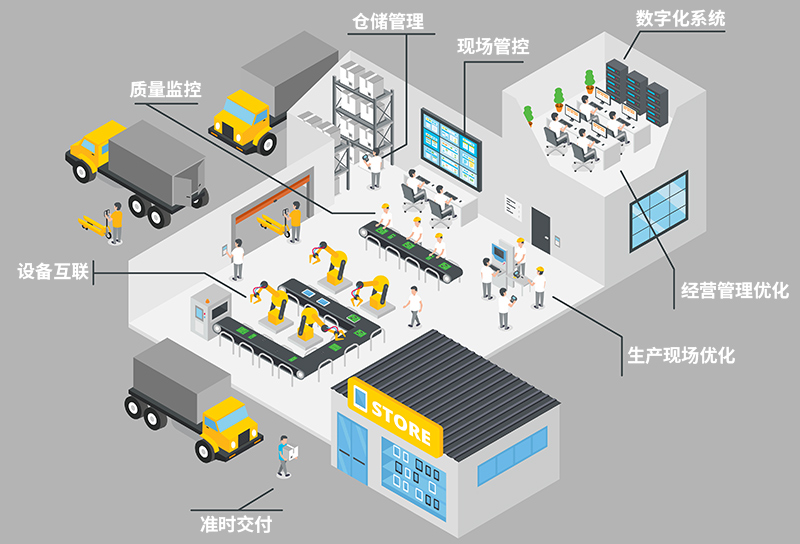 仓储管理
数字化系统
现场管控
质量监控
设备互联
经营管理优化
生产现场优化
STORE
准时交付